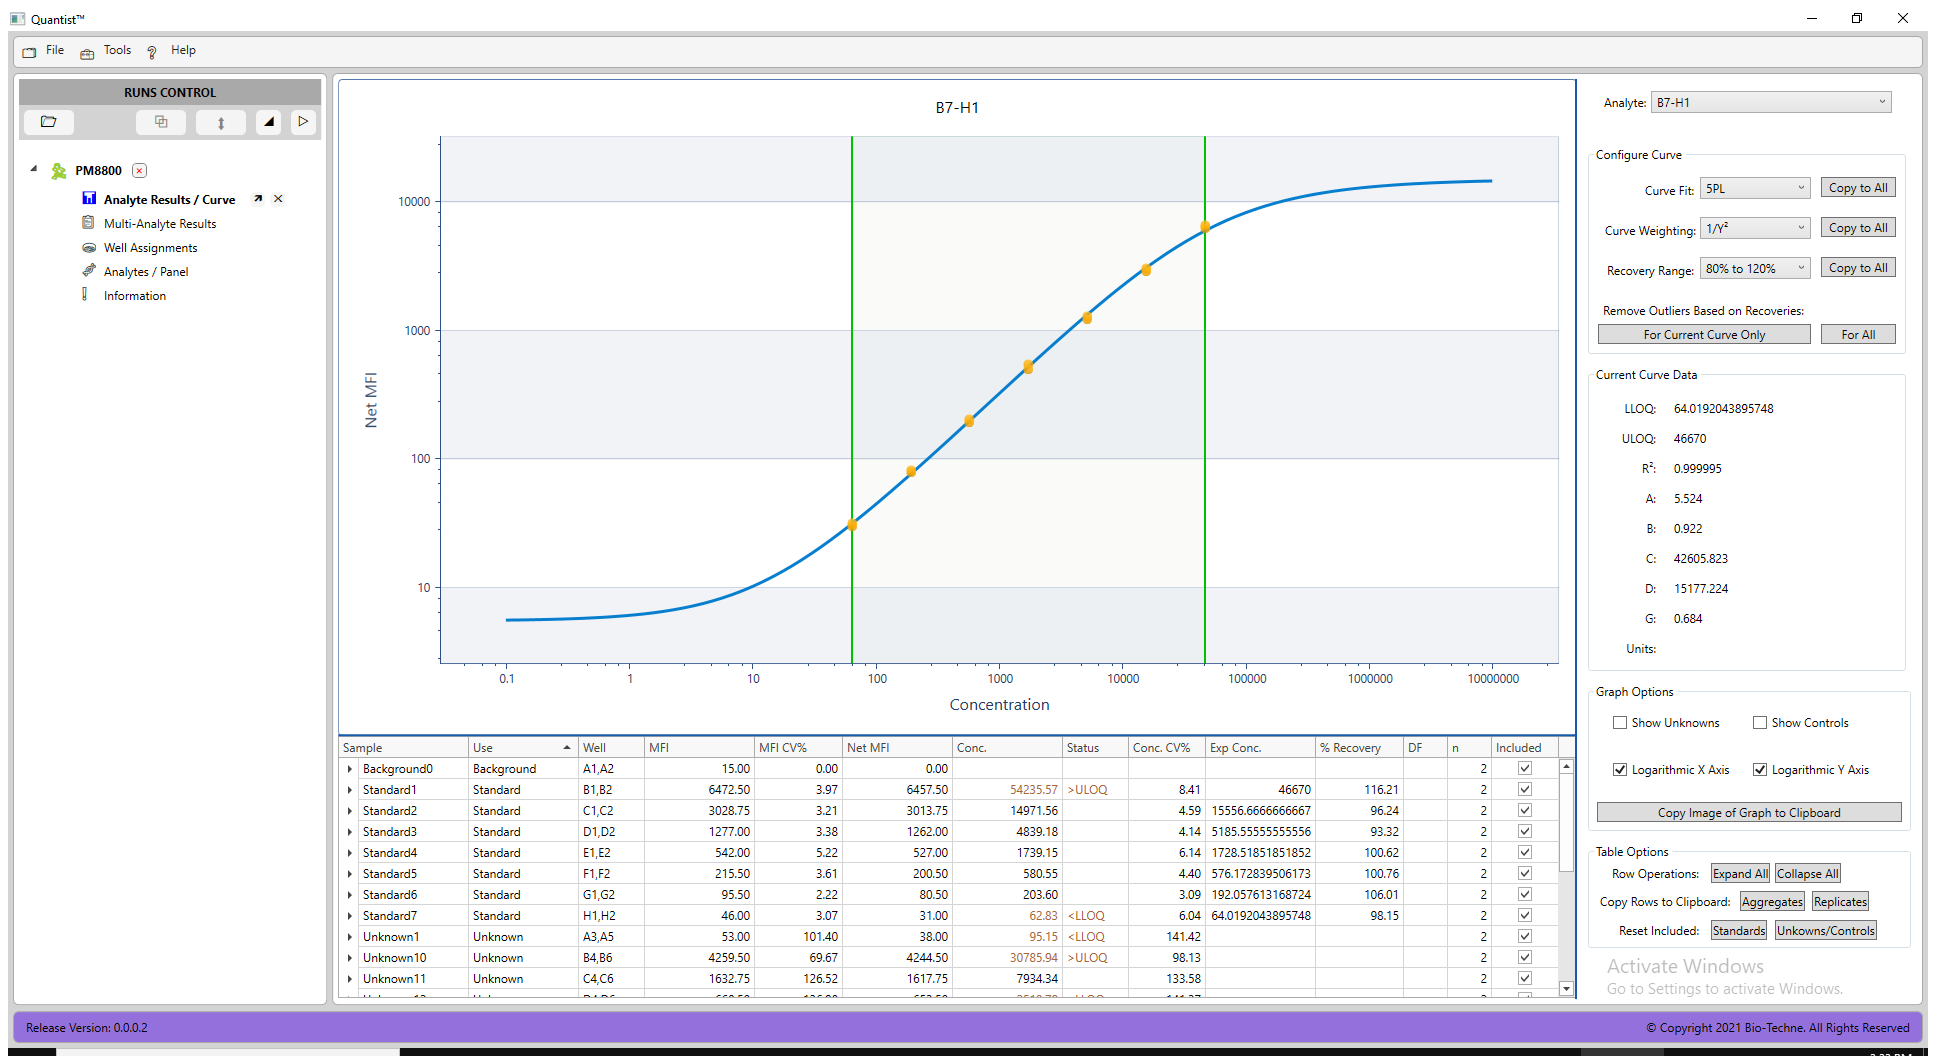 Quantist™
File Tools Help
RUNS CONTROL
PM8800
Analyte Results / Curve
Multi-Analyte Results
Well Assignments
Analytes / Panel
Information
B7-H1
10000
1000
100
10
Net MFI
0.1 1 10 100 1000 10000 100000 1000000 10000000
Concentration
Sample Use Well MFI MFI CV% Net MFI Conc. Status Conc. CV% Exp Conc. % Recovery DF n Included
Background0 Background A1,A2 15.00 0.00 0.00 2
Standard1 Standard B1,B2 6472.50 3.97 6457.50 54235.57 >ULOQ 8.41 46670 116.21 2
Standard2 Standard C1,C2 3028.75 3.21 3013.75 14971.56 4.59 15556.6666666667 96.24 2
Standard3 Standard D1,D2 1277.00 3.38 1262.00 4839.18 4.14 5185.55555555556 93.32 2
Standard4 Standard E1,E2 542.00 5.22 527.00 1739.15 6.14 1728.51851851852 100.62 2
Standard5 Standard F1,F2 215.50 3.61 200.50 580.55 4.40 576.172839506173 100.76 2
Standard6 Standard G1,G2 95.50 2.22 80.50 203.60 3.09 192.057613168724 106.01 2
Standard7 Standard H1,H2 46.00 3.07 31.00 62.83 <LLOQ 6.04 64.0192043895748 98.15 2
Unknown1 Unknown A3,A5 53.00 101.40 38.00 95.15 <LLOQ 141.42 2
Unknown10 Unknown B4,B6 4259.50 69.67 4244.50 30785.94 >ULOQ 98.13 2
Unknown11 Unknown C4,C6 1632.75 126.52 1617.75 7934.34 133.58 2
Analyte: B7-H1
Configure Curve
Curve Fit: 5PL Copy to All
Curve Weighting: 1/Y² Copy to All
Recovery Range: 80% to 120% Copy to All
Remove Outliers Based on Recoveries:
For Current Curve Only For All
Current Curve Data
LLOQ: 64.0192043895748
ULOQ: 46670
R²: 0.999995
A: 5.524
B: 0.922
C: 42605.823
D: 15177.224
G: 0.684
Units:
Graph Options
Show Unknowns Show Controls
Logarithmic X Axis Logarithmic Y Axis
Copy Image of Graph to Clipboard
Table Options
Row Operations: Expand All Collapse All
Copy Rows to Clipboard: Aggregates Replicates
Reset Included: Standards Unkowns/Controls
Activate Windows
Go to Settings to activate Windows.
Release Version: 0.0.0.2
© Copyright 2021 Bio-Techne. All Rights Reserved